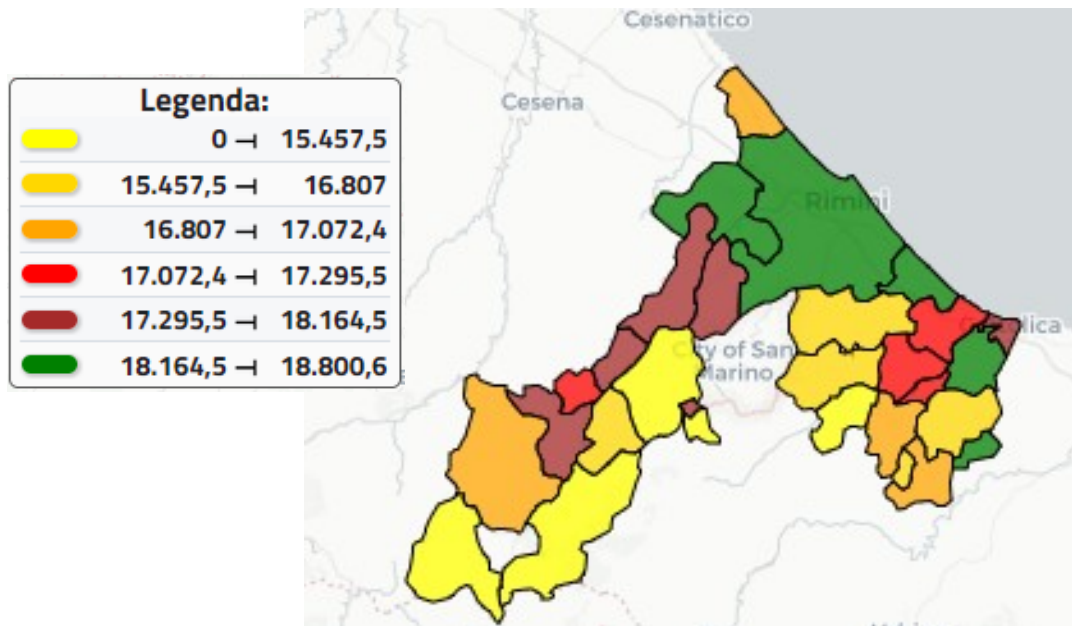 Cesenatico
Cesena
Legenda:
0 ⊣ 15.457,5
15.457,5 ⊣ 16.807
16.807 ⊣ 17.072,4
17.072,4 ⊣ 17.295,5
17.295,5 ⊣ 18.164,5
18.164,5 ⊣ 18.800,6
Rimini
City of San
Marino